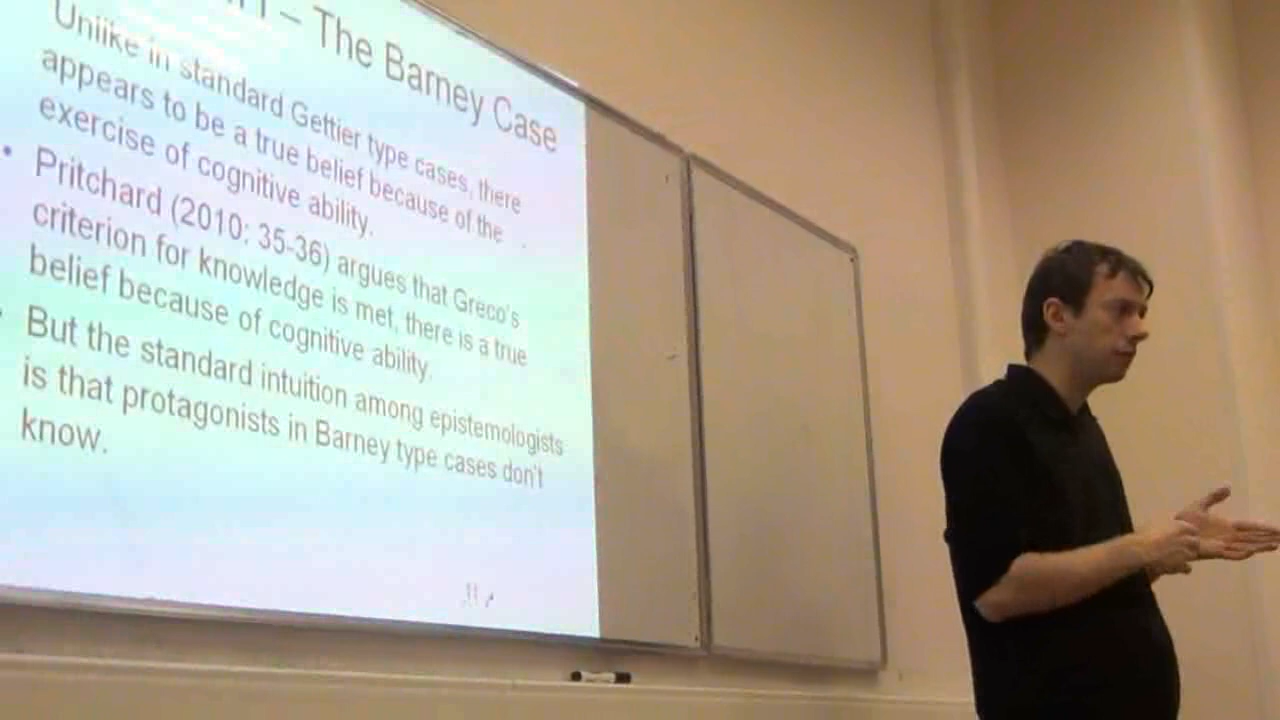 – The Barney Case
Unlike in standard Gettier type cases, there
appears to be a true belief because of the
exercise of cognitive ability.
• Pritchard (2010: 35-36) argues that Greco's
criterion for knowledge is met, there is a true
belief because of cognitive ability.
• But the standard intuition among epistemologists
is that protagonists in Barney type cases don't
know.